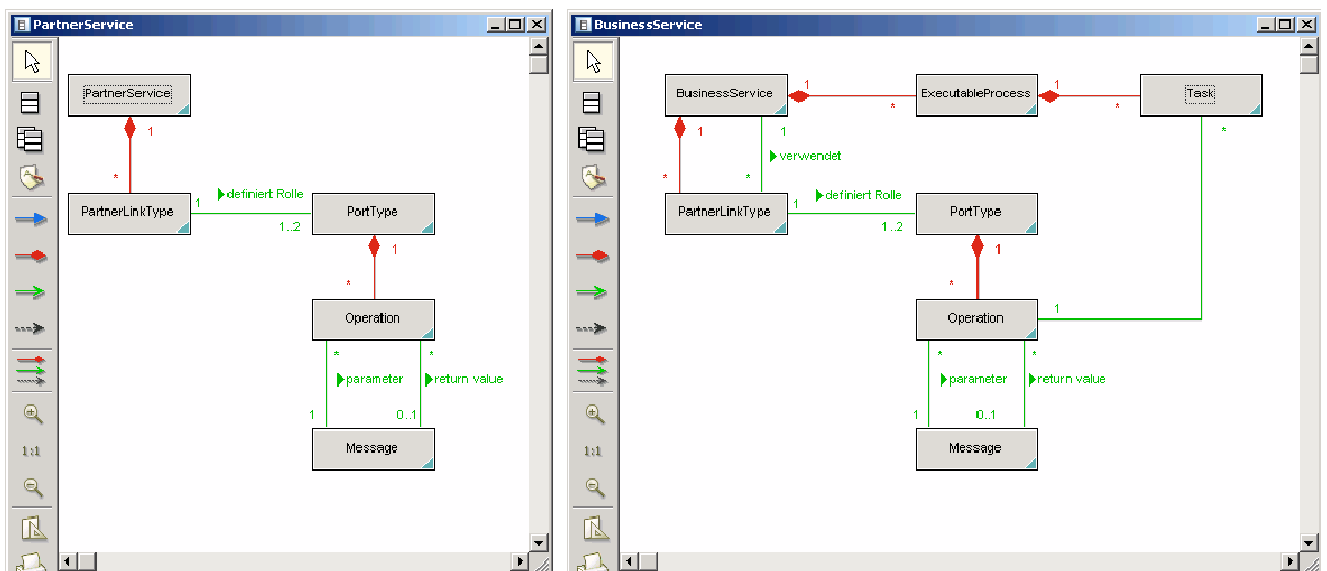 PartnerService
1:1
PartnerService
1
*
PartnerLinkType
1
definiert Rolle
1..2
PortType
1
*
Operation
*
*
parameter
return value
1
0..1
Message
BusinessService
1:1
BusinessService
1
*
ExecutableProcess
1
*
Task
1
1
*
verwendet
*
*
PartnerLinkType
1
definiert Rolle
1..2
PortType
1
*
Operation
1
*
*
parameter
return value
1
0..1
Message